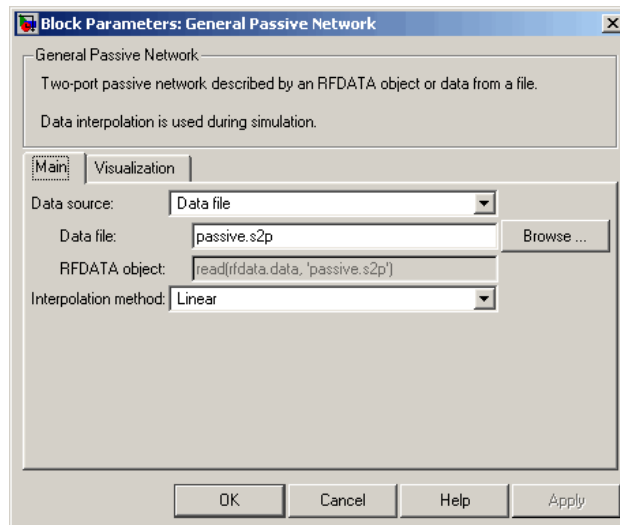 Block Parameters: General Passive Network
General Passive Network
Two-port passive network described by an RFDATA object or data from a file.
Data interpolation is used during simulation.
Main Visualization
Data source: Data file
Data file: passive.s2p Browse ...
RFDATA object: read(rfdata.data, 'passive.s2p')
Interpolation method: Linear
OK Cancel Help Apply